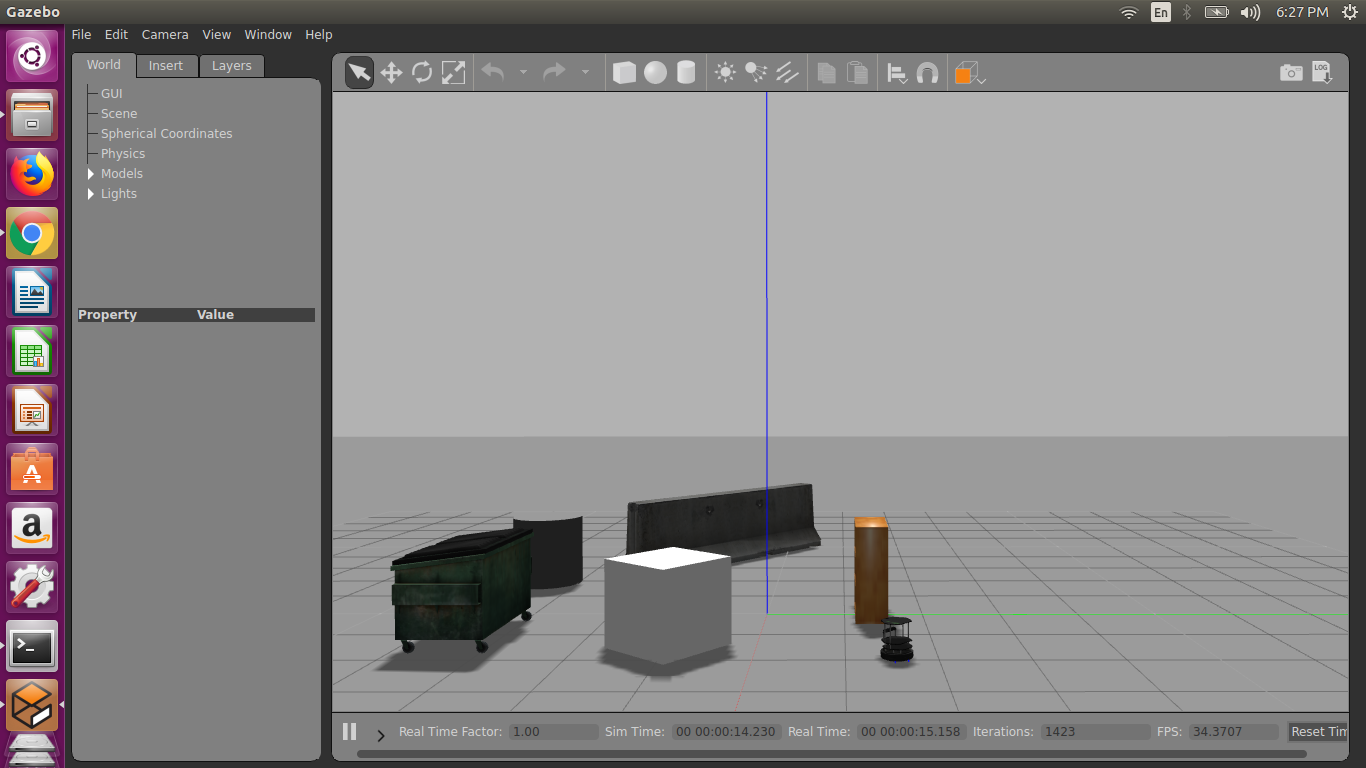 Gazebo
En
6:27 PM
File Edit Camera View Window Help
World Insert Layers
LOG
GUI
Scene
Spherical Coordinates
Physics
Models
Lights
Property Value
Real Time Factor: 1.00 Sim Time: 00 00:00:14.230 Real Time: 00 00:00:15.158 Iterations: 1423 FPS: 34.3707 Reset Tim